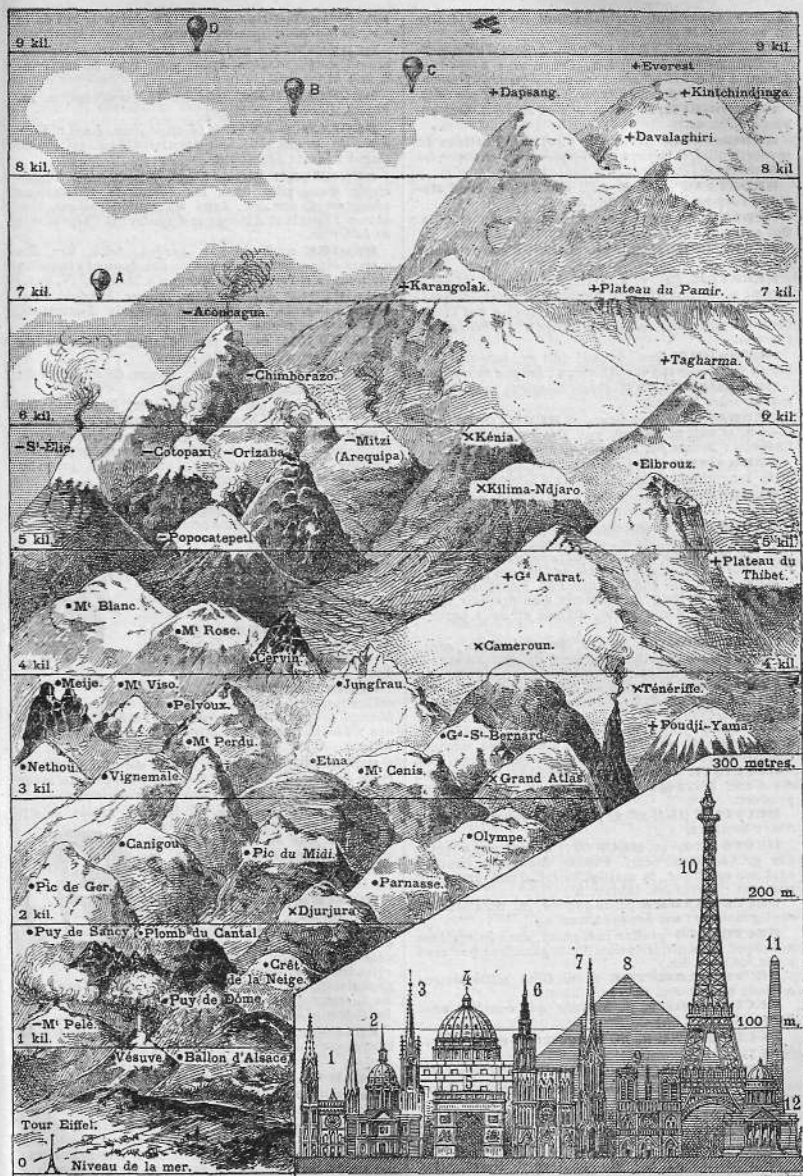 D
9 kil.
9 kil.
C
B
+Everest
+Dapsang.
+Kintchindjinga.
+Davalaghiri.
8 kil.
8 kil.
A
7 kil.
+Karangolak.
+Plateau du Pamir.
7 kil.
-Aconcagua.
+Tagharma.
-Chimborazo.
6 kil.
6 kil.
-St-Élie.
-Cotopaxi.
-Orizaba.
-Mitzi
(Arequipa)
×Kénia.
•Elbrouz.
×Kilima-Ndjaro.
5 kil.
-Popocatepetl.
5 kil.
+Gd Ararat.
+Plateau du
Thibet.
•Mt Blanc.
•Mt Rose.
•Cervin.
×Cameroun.
4 kil.
4 kil.
•Meije.
•Mt Viso.
•Jungfrau.
×Ténériffe.
•Pelvoux.
•Mt Perdu.
•Gd-St-Bernard.
+Foudji-Yama.
•Nethou.
•Vignemale.
•Etna.
•Mt Cenis.
×Grand Atlas
300 metres.
3 kil.
•Canigou
•Pic du Midi.
•Olympe.
10
•Pic de Ger.
•Parnasse.
2 kil.
×Djurjura
200 m.
•Puy de Sancy
•Plomb du Cantal
•Crêt
de la Neige.
•Puy de Dôme.
3
4
6
7
8
11
-Mt Pelé.
1 kil.
100 m.
1
2
Vésuve.
•Ballon d'Alsace
5
9
12
Tour Eiffel.
0
Niveau de la mer.